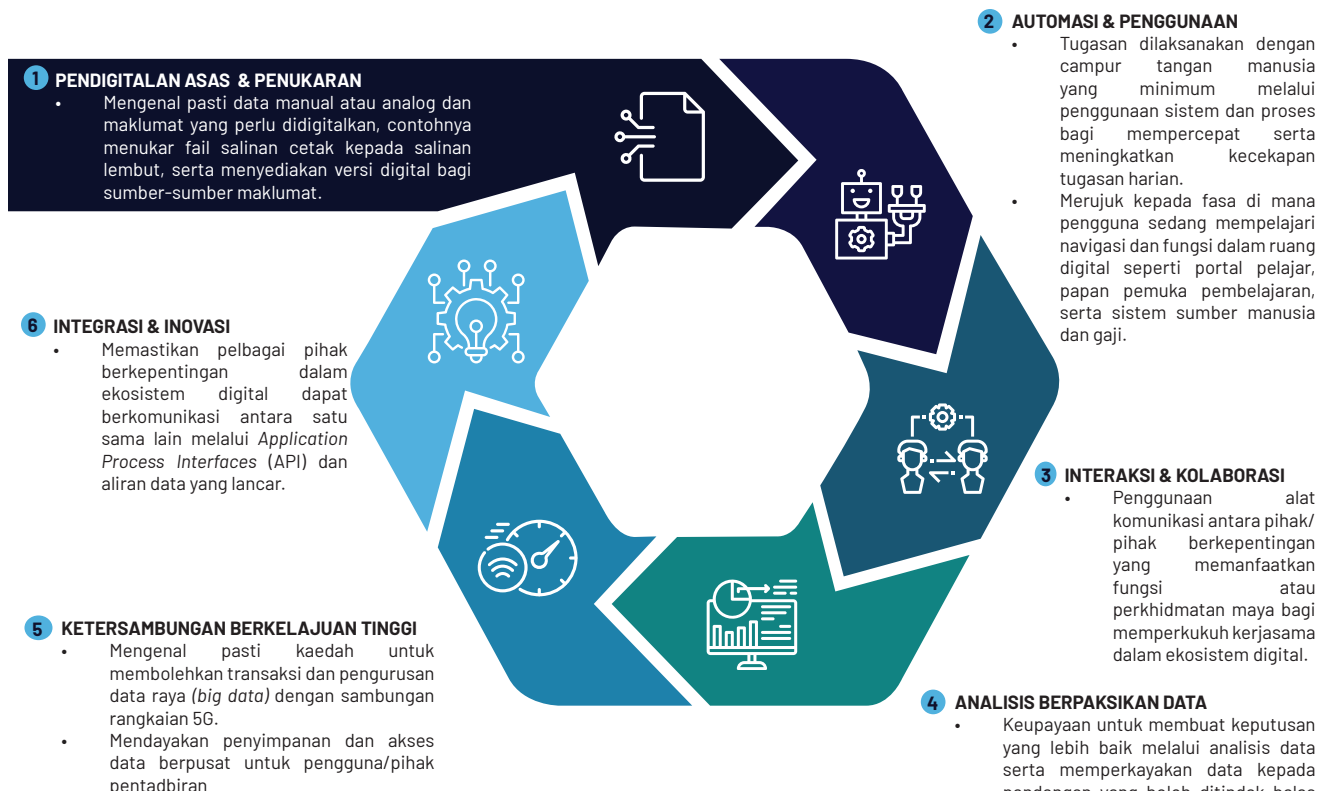 1 PENDIGITALAN ASAS & PENUKARAN
• Mengenal pasti data manual atau analog dan
maklumat yang perlu didigitalkan, contohnya
menukar fail salinan cetak kepada salinan
lembut, serta menyediakan versi digital bagi
sumber-sumber maklumat.
2 AUTOMASI & PENGGUNAAN
• Tugasan dilaksanakan dengan
campur tangan manusia
yang minimum melalui
penggunaan sistem dan proses
bagi mempercepat serta
meningkatkan kecekapan
tugasan harian.
• Merujuk kepada fasa di mana
pengguna sedang mempelajari
navigasi dan fungsi dalam ruang
digital seperti portal pelajar,
papan pemuka pembelajaran,
serta sistem sumber manusia
dan gaji.
3 INTERAKSI & KOLABORASI
• Penggunaan alat
komunikasi antara pihak/
pihak berkepentingan
yang memanfaatkan
fungsi atau
perkhidmatan maya bagi
memperkukuh kerjasama
dalam ekosistem digital.
4 ANALISIS BERPAKSIKAN DATA
• Keupayaan untuk membuat keputusan
yang lebih baik melalui analisis data
serta memperkayakan data kepada
pandangan yang boleh ditindak balas
5 KETERSAMBUNGAN BERKELAJUAN TINGGI
• Mengenal pasti kaedah untuk
membolehkan transaksi dan pengurusan
data raya (big data) dengan sambungan
rangkaian 5G.
• Mendayakan penyimpanan dan akses
data berpusat untuk pengguna/pihak
pentadbiran
6 INTEGRASI & INOVASI
• Memastikan pelbagai pihak
berkepentingan dalam
ekosistem digital dapat
berkomunikasi antara satu
sama lain melalui Application
Process Interfaces (API) dan
aliran data yang lancar.